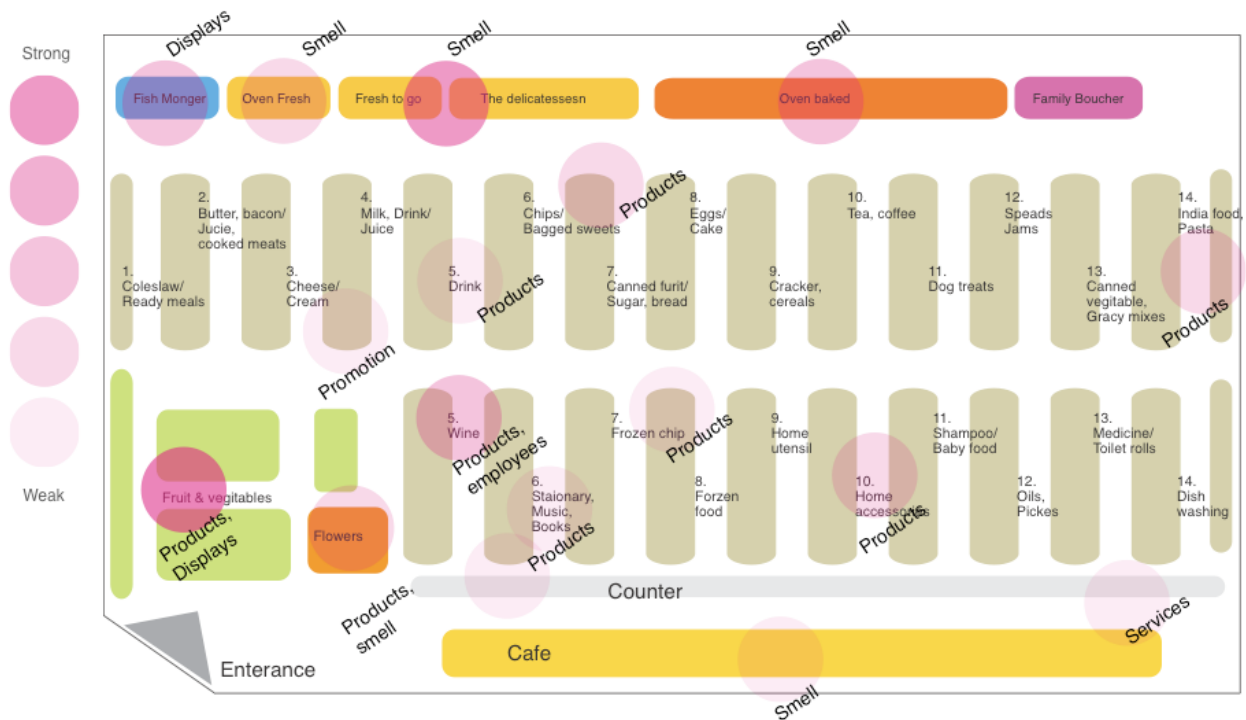 Strong
Weak
Displays
Smell
Smell
Smell
Fish Monger
Oven Fresh
Fresh to go
The delicatessesn
Oven baked
Family Boucher
Products
2.
Butter, bacon/
Jucie,
cooked meats
4.
Milk, Drink/
Juice
6.
Chips/
Bagged sweets
8.
Eggs/
Cake
10.
Tea, coffee
12.
Speads
Jams
14.
India food,
Pasta
1.
Coleslaw/
Ready meals
3.
Cheese/
Cream
5.
Drink
7.
Canned furit/
Sugar, bread
9.
Cracker,
cereals
11.
Dog treats
13.
Canned
vegitable,
Gracy mixes
Products
Products
Promotion
5.
Wine
7.
Frozen chip
9.
Home
utensil
11.
Shampoo/
Baby food
13.
Medicine/
Toilet rolls
Products,
employees
Products
6.
Staionary,
Music,
Books
8.
Forzen
food
10.
Home
accessories
12.
Oils,
Pickes
14.
Dish
washing
Fruit & vegitables
Products,
Displays
Flowers
Products
Products
Products,
smell
Counter
Services
Cafe
Enterance
Smell